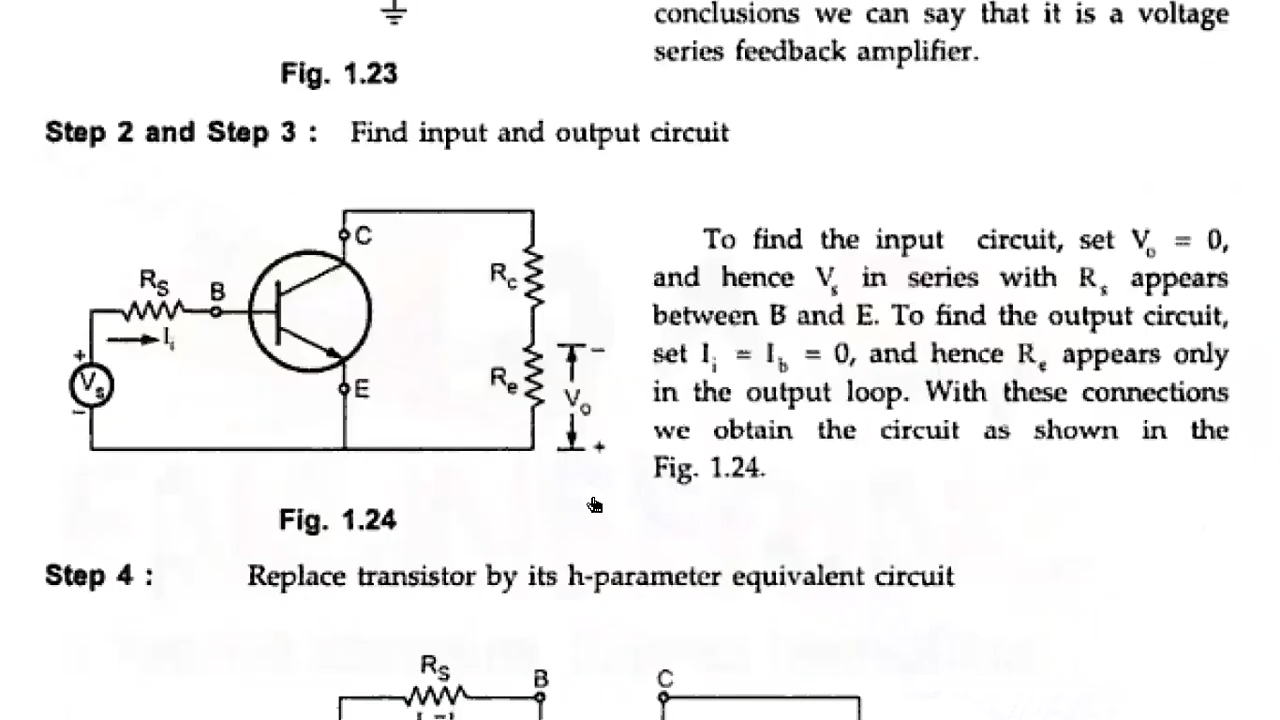 conclusions we can say that it is a voltage
series feedback amplifier.
Fig. 1.23
Step 2 and Step 3 : Find input and output circuit
C
RS
B
Rc
Ii
+
Vs
−
E
Re
−
Vo
+
To find the input circuit, set Vo = 0,
and hence Vs in series with Rs appears
between B and E. To find the output circuit,
set Ii = Ib = 0, and hence Re appears only
in the output loop. With these connections
we obtain the circuit as shown in the
Fig. 1.24.
Fig. 1.24
Step 4 : Replace transistor by its h-parameter equivalent circuit
RS
B
C